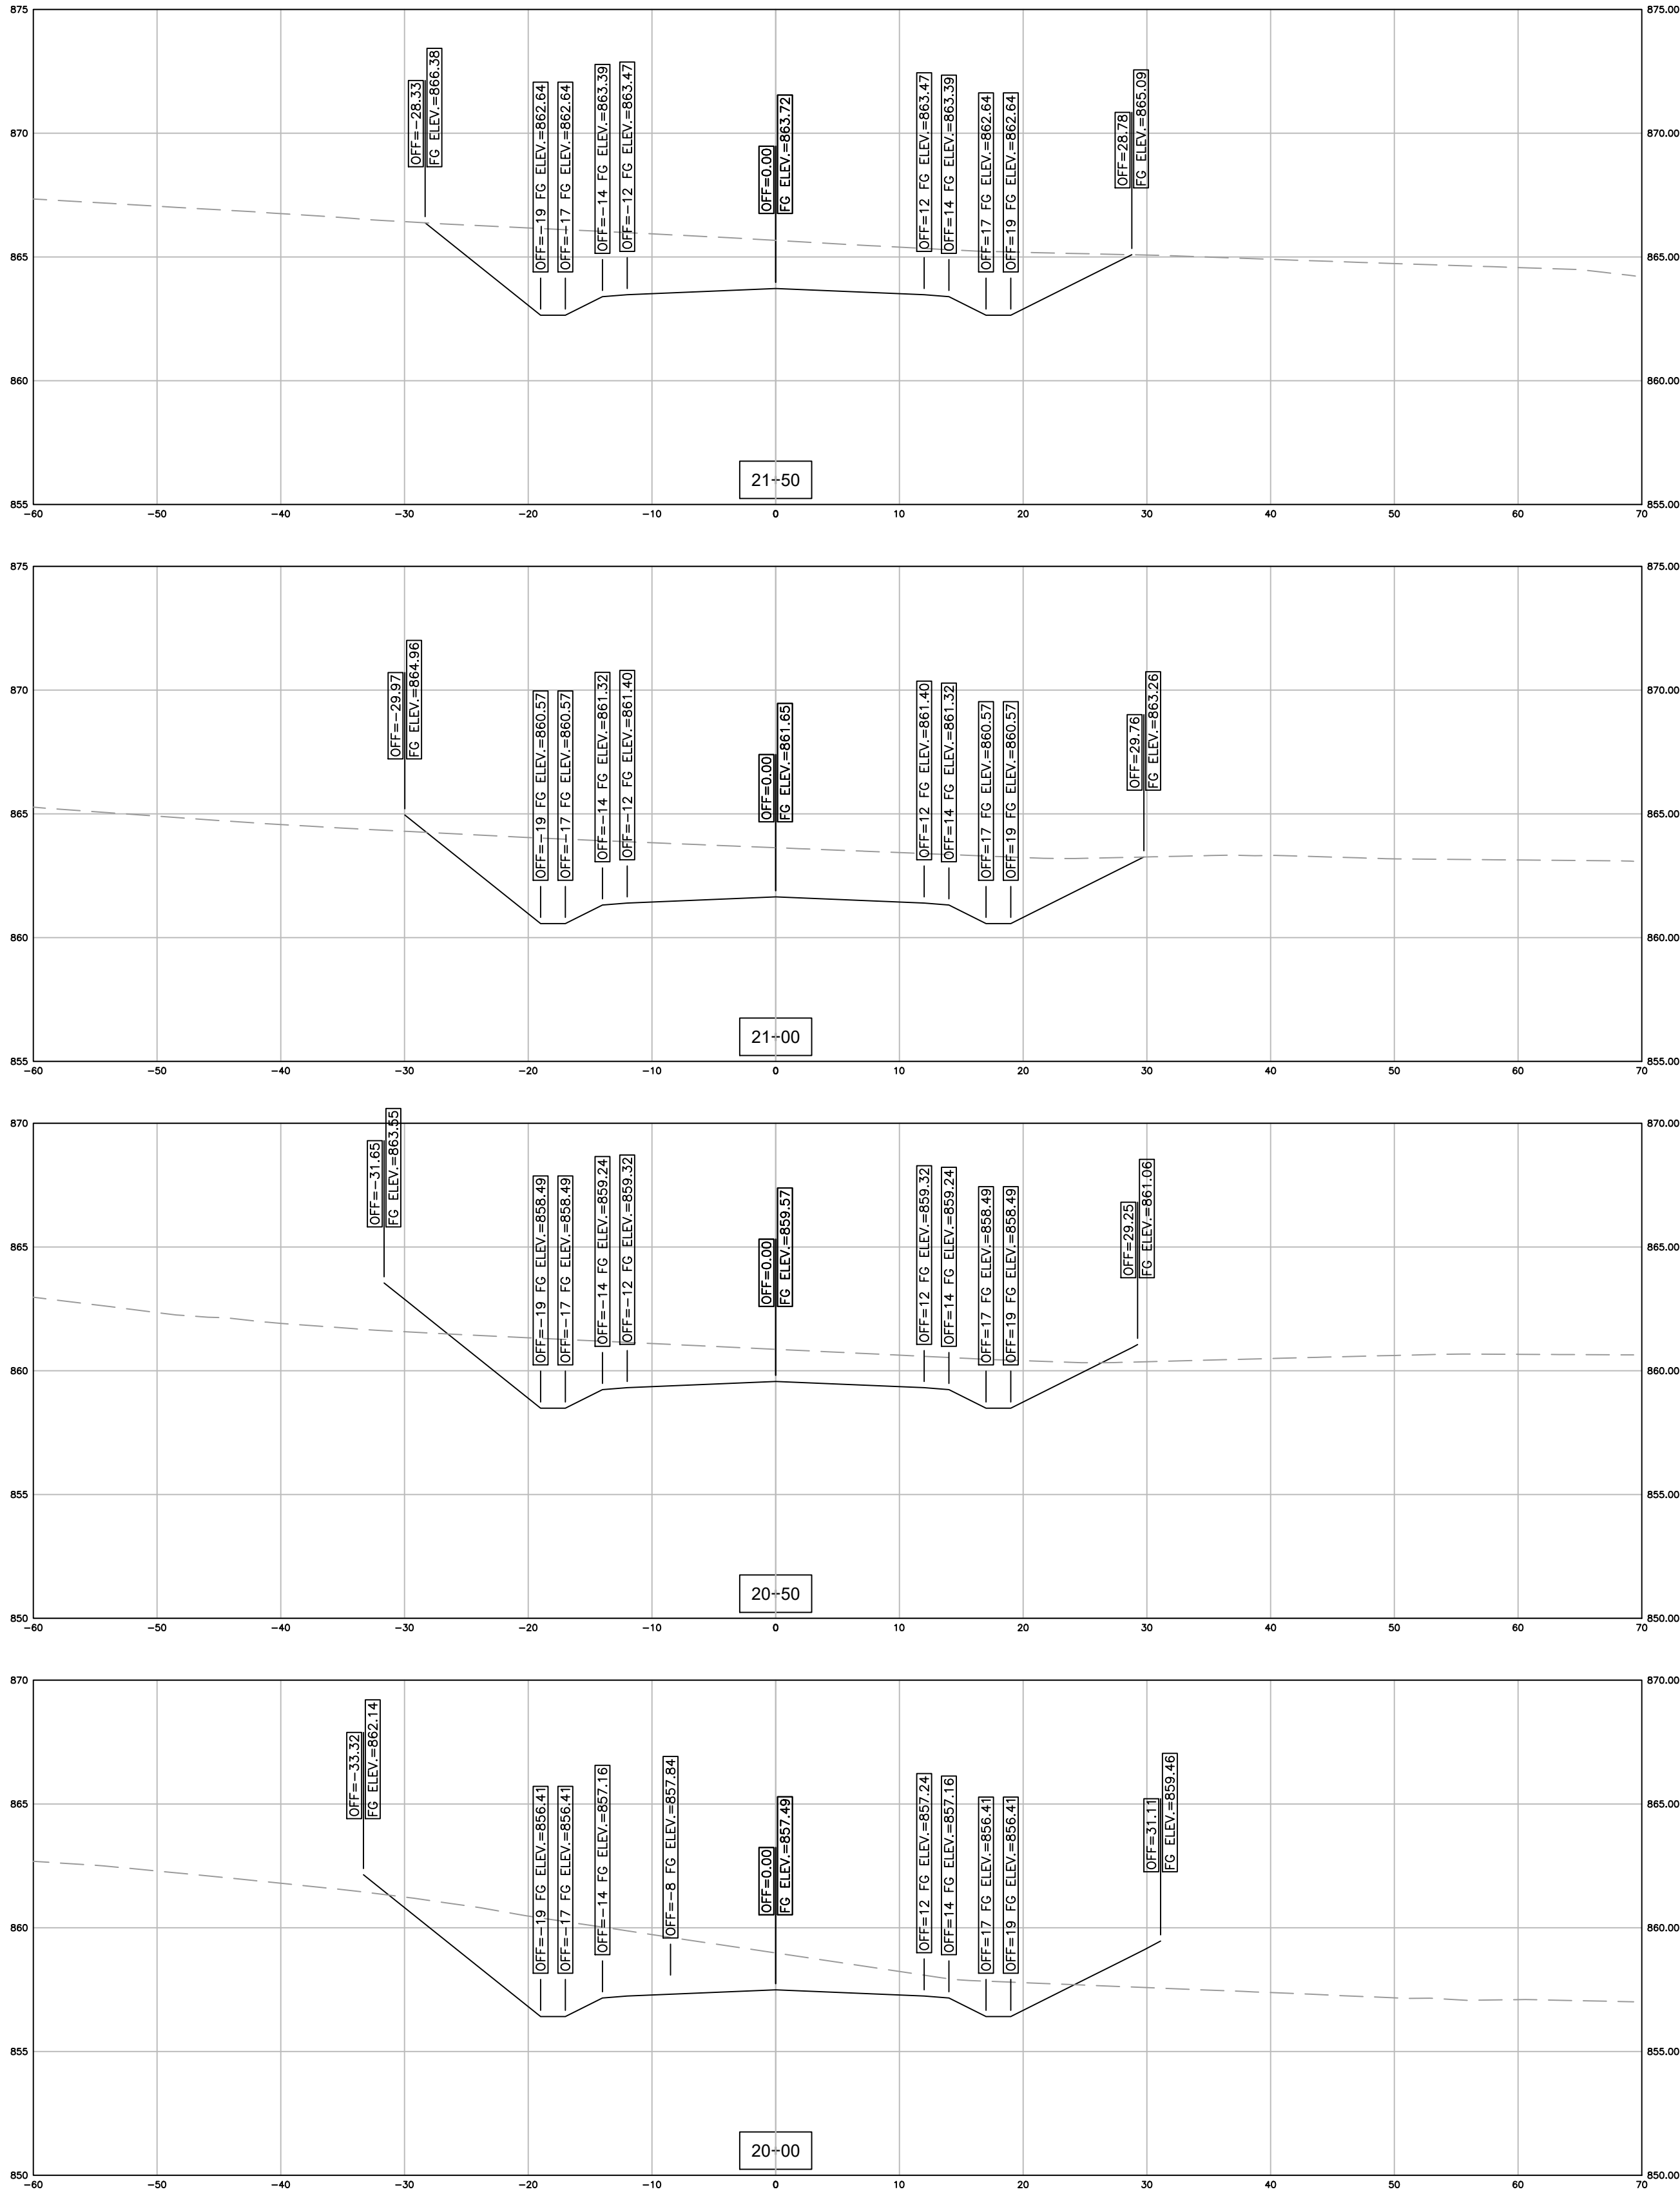 875
875.00
OFF=-28.33
FG ELEV.=866.38
OFF=-19 FG ELEV.=862.64
OFF=-17 FG ELEV.=862.64
OFF=-14 FG ELEV.=863.39
OFF=-12 FG ELEV.=863.47
OFF=0.00
FG ELEV.=863.72
OFF=12 FG ELEV.=863.47
OFF=14 FG ELEV.=863.39
OFF=17 FG ELEV.=862.64
OFF=19 FG ELEV.=862.64
OFF=28.78
FG ELEV.=865.09
870
870.00
865
865.00
860
860.00
21+50
855
855.00
-60 -50 -40 -30 -20 -10 0 10 20 30 40 50 60 70
875
875.00
OFF=-29.97
FG ELEV.=864.96
OFF=-19 FG ELEV.=860.57
OFF=-17 FG ELEV.=860.57
OFF=-14 FG ELEV.=861.32
OFF=-12 FG ELEV.=861.40
OFF=0.00
FG ELEV.=861.65
OFF=12 FG ELEV.=861.40
OFF=14 FG ELEV.=861.32
OFF=17 FG ELEV.=860.57
OFF=19 FG ELEV.=860.57
OFF=29.76
FG ELEV.=863.26
870
870.00
865
865.00
860
860.00
21+00
855
855.00
-60 -50 -40 -30 -20 -10 0 10 20 30 40 50 60 70
870
870.00
OFF=-31.65
FG ELEV.=863.55
OFF=-19 FG ELEV.=858.49
OFF=-17 FG ELEV.=858.49
OFF=-14 FG ELEV.=859.24
OFF=-12 FG ELEV.=859.32
OFF=0.00
FG ELEV.=859.57
OFF=12 FG ELEV.=859.32
OFF=14 FG ELEV.=859.24
OFF=17 FG ELEV.=858.49
OFF=19 FG ELEV.=858.49
OFF=29.25
FG ELEV.=861.06
865
865.00
860
860.00
855
855.00
20+50
850
850.00
-60 -50 -40 -30 -20 -10 0 10 20 30 40 50 60 70
870
870.00
OFF=-33.32
FG ELEV.=862.14
OFF=-19 FG ELEV.=856.41
OFF=-17 FG ELEV.=856.41
OFF=-14 FG ELEV.=857.16
OFF=-8 FG ELEV.=857.84
OFF=0.00
FG ELEV.=857.49
OFF=12 FG ELEV.=857.24
OFF=14 FG ELEV.=857.16
OFF=17 FG ELEV.=856.41
OFF=19 FG ELEV.=856.41
OFF=31.11
FG ELEV.=859.46
865
865.00
860
860.00
855
855.00
20+00
850
850.00
-60 -50 -40 -30 -20 -10 0 10 20 30 40 50 60 70